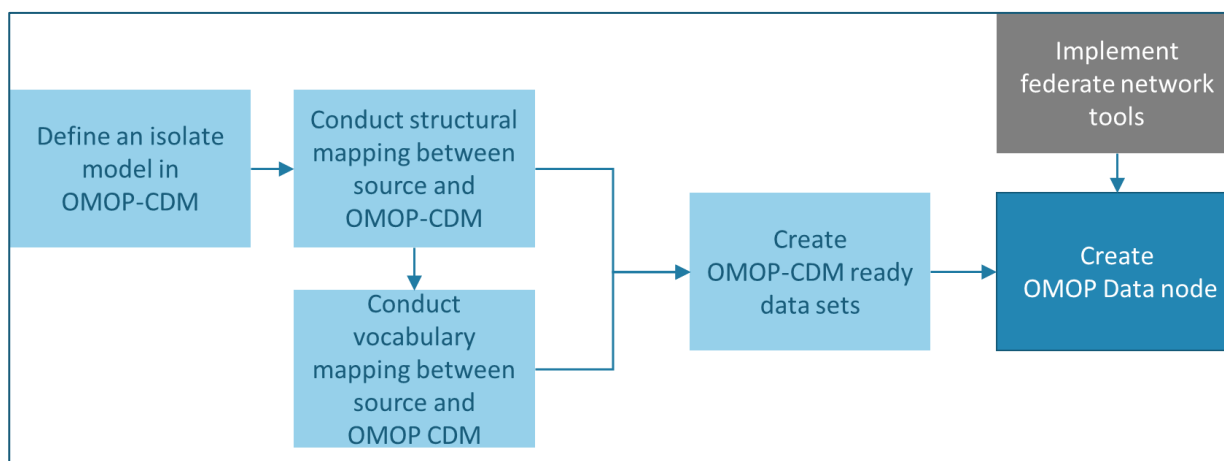 Define an isolate
model in
OMOP-CDM
Conduct structural
mapping between
source and
OMOP-CDM
Conduct
vocabulary
mapping between
source and
OMOP CDM
Create
OMOP-CDM ready
data sets
Implement
federate network
tools
Create
OMOP Data node